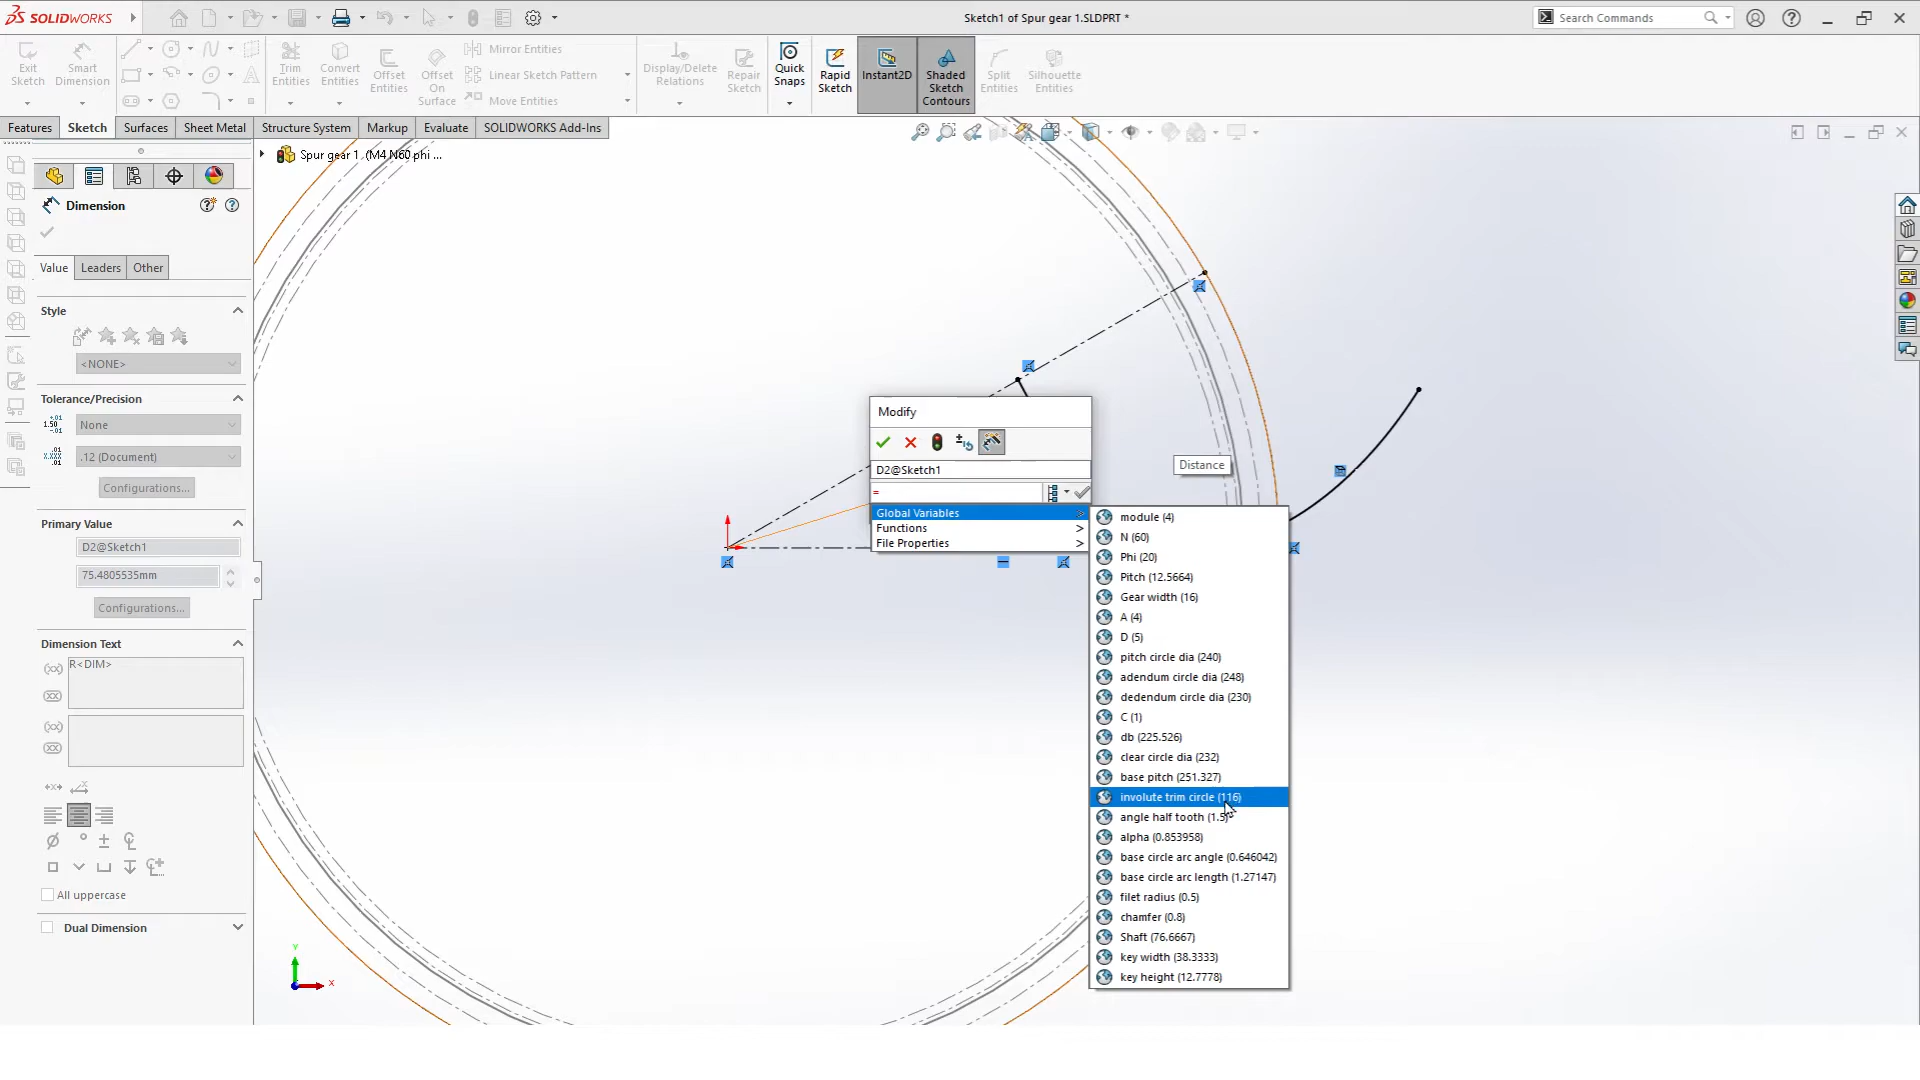 SOLIDWORKS
Sketch1 of Spur gear 1.SLDPRT *
Search Commands
Exit Sketch
Smart Dimension
Trim Entities
Convert Entities
Offset Entities
Offset On Surface
Mirror Entities
Linear Sketch Pattern
Move Entities
Display/Delete Relations
Repair Sketch
Quick Snaps
Rapid Sketch
Instant2D
Shaded Sketch Contours
Split Entities
Silhouette Entities
Features
Sketch
Surfaces
Sheet Metal
Structure System
Markup
Evaluate
SOLIDWORKS Add-Ins
Spur gear 1 (M4 N60 phi ...
Dimension
Value
Leaders
Other
Style
<NONE>
Tolerance/Precision
None
.12 (Document)
Configurations...
Primary Value
D2@Sketch1
75.4805535mm
Configurations...
Dimension Text
R<DIM>
All uppercase
Dual Dimension
Modify
D2@Sketch1
=
Global Variables >
Functions >
File Properties >
Distance
module (4)
N (60)
Phi (20)
Pitch (12.5664)
Gear width (16)
A (4)
D (5)
pitch circle dia (240)
adendum circle dia (248)
dedendum circle dia (230)
C (1)
db (225.526)
clear circle dia (232)
base pitch (251.327)
involute trim circle (116)
angle half tooth (1.5)
alpha (0.853958)
base circle arc angle (0.646042)
base circle arc length (1.27147)
filet radius (0.5)
chamfer (0.8)
Shaft (76.6667)
key width (38.3333)
key height (12.7778)
Y
X